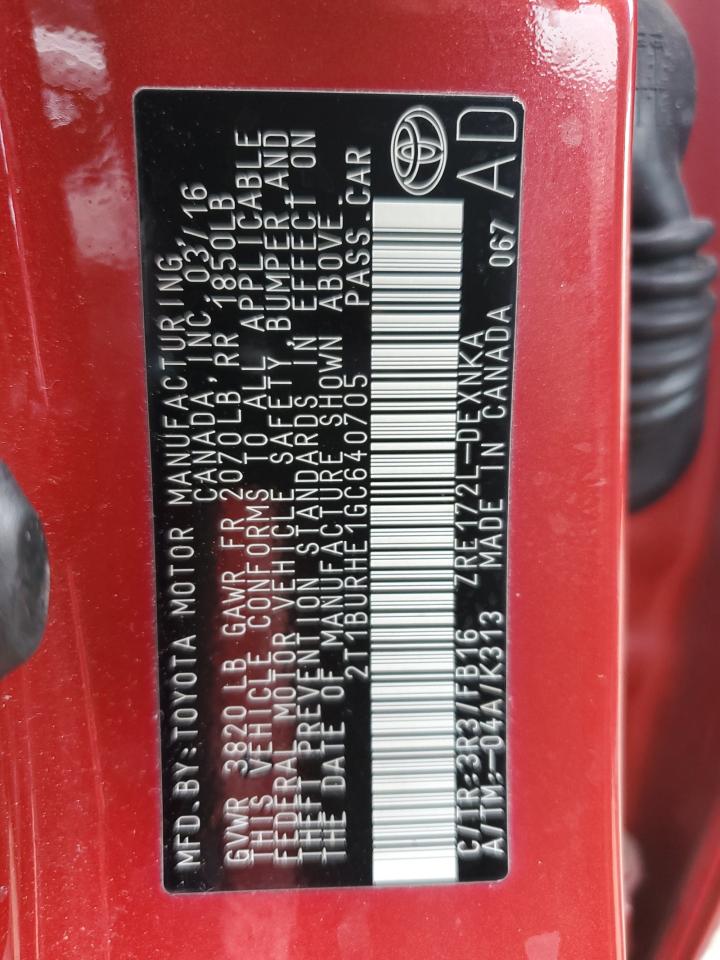 MFD.BY:TOYOTA MOTOR MANUFACTURING
CANADA, INC. 03/16
GVWR 3820 LB GAWR FR 2070LB, RR 1850LB
THIS VEHICLE CONFORMS TO ALL APPLICABLE
FEDERAL MOTOR VEHICLE SAFETY, BUMPER,AND
THEFT PREVENTION STANDARDS IN EFFECT ON
THE DATE OF MANUFACTURE SHOWN ABOVE.
2T1BURHE1GC640705 PASS.CAR
C/TR:3R3/FB16 ZRE172L-DEXNKA
A/TM:-04A/K313 MADE IN CANADA 067
AD